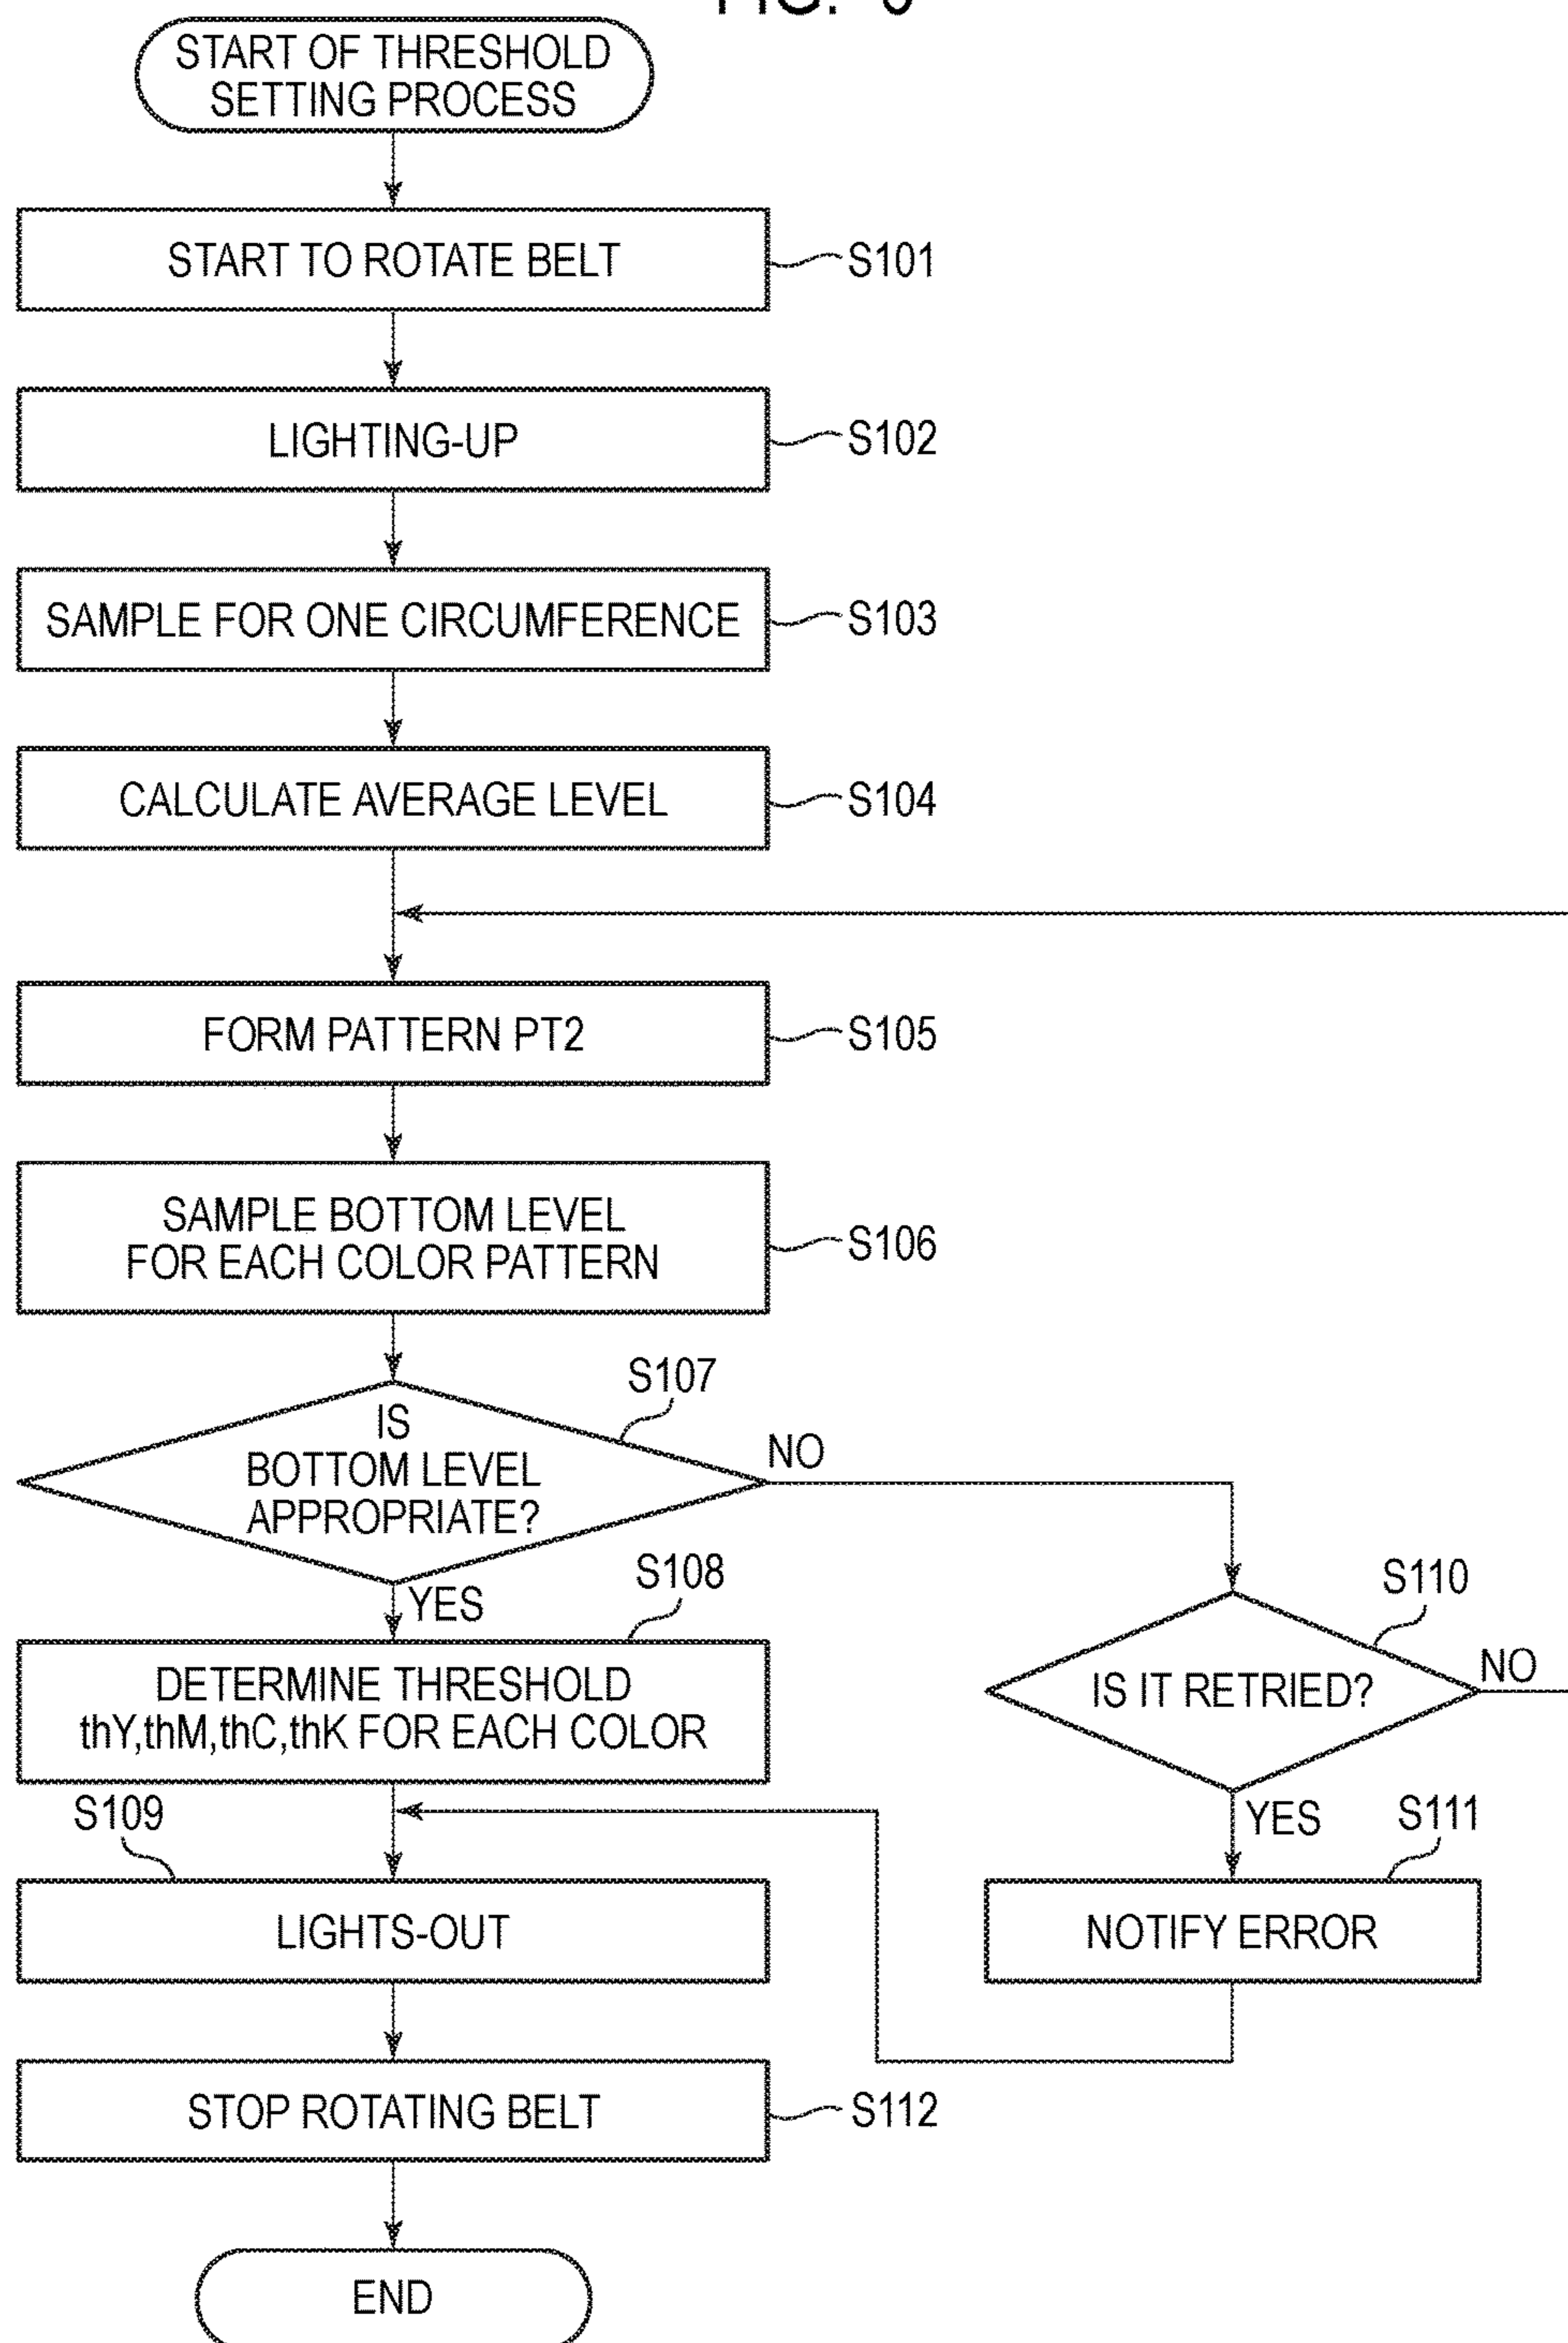 FIG.
START OF THRESHOLD
SETTING PROCESS
START TO ROTATE BELT
S101
LIGHTING-UP
S102
SAMPLE FOR ONE CIRCUMFERENCE
S103
CALCULATE AVERAGE LEVEL
S104
FORM PATTERN PT2
S105
SAMPLE BOTTOM LEVEL
FOR EACH COLOR PATTERN
S106
S107
IS
BOTTOM LEVEL
APPROPRIATE?
NO
YES
S108
DETERMINE THRESHOLD
thY,thM,thC,thK FOR EACH COLOR
S110
IS IT RETRIED?
NO
YES
S109
LIGHTS-OUT
S111
NOTIFY ERROR
STOP ROTATING BELT
S112
END